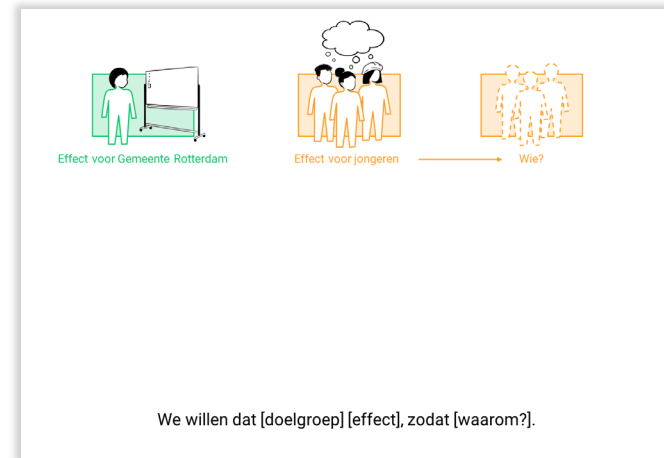 Effect voor Gemeente Rotterdam
Effect voor jongeren
Wie?
We willen dat [doelgroep] [effect], zodat [waarom?].